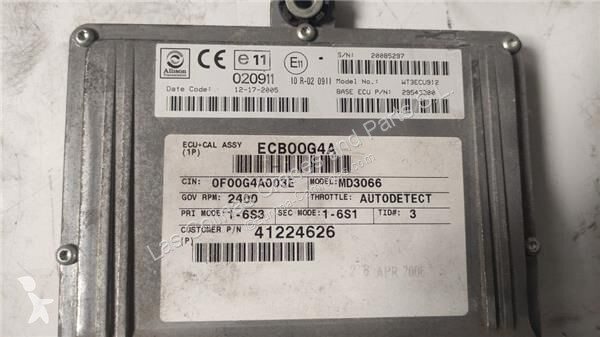 ALLISON
CE e11 E11
020911 10 R-02 0911
Date Code: 12-17-2005
S/N: 20085297
Model No.: WT3ECU912
BASE ECU P/N: 29543300
ECU+CAL ASSY ECB00G4A
(1P)
CIN: 0F00G4A003E MODEL: MD3066
GOV RPM: 2400 THROTTLE: AUTODETECT
PRI MODE: 1-6S3 SEC MODE: 1-6S1 TID#: 3
CUSTOMER P/N 41224626
(P)
28 APR 2006
via